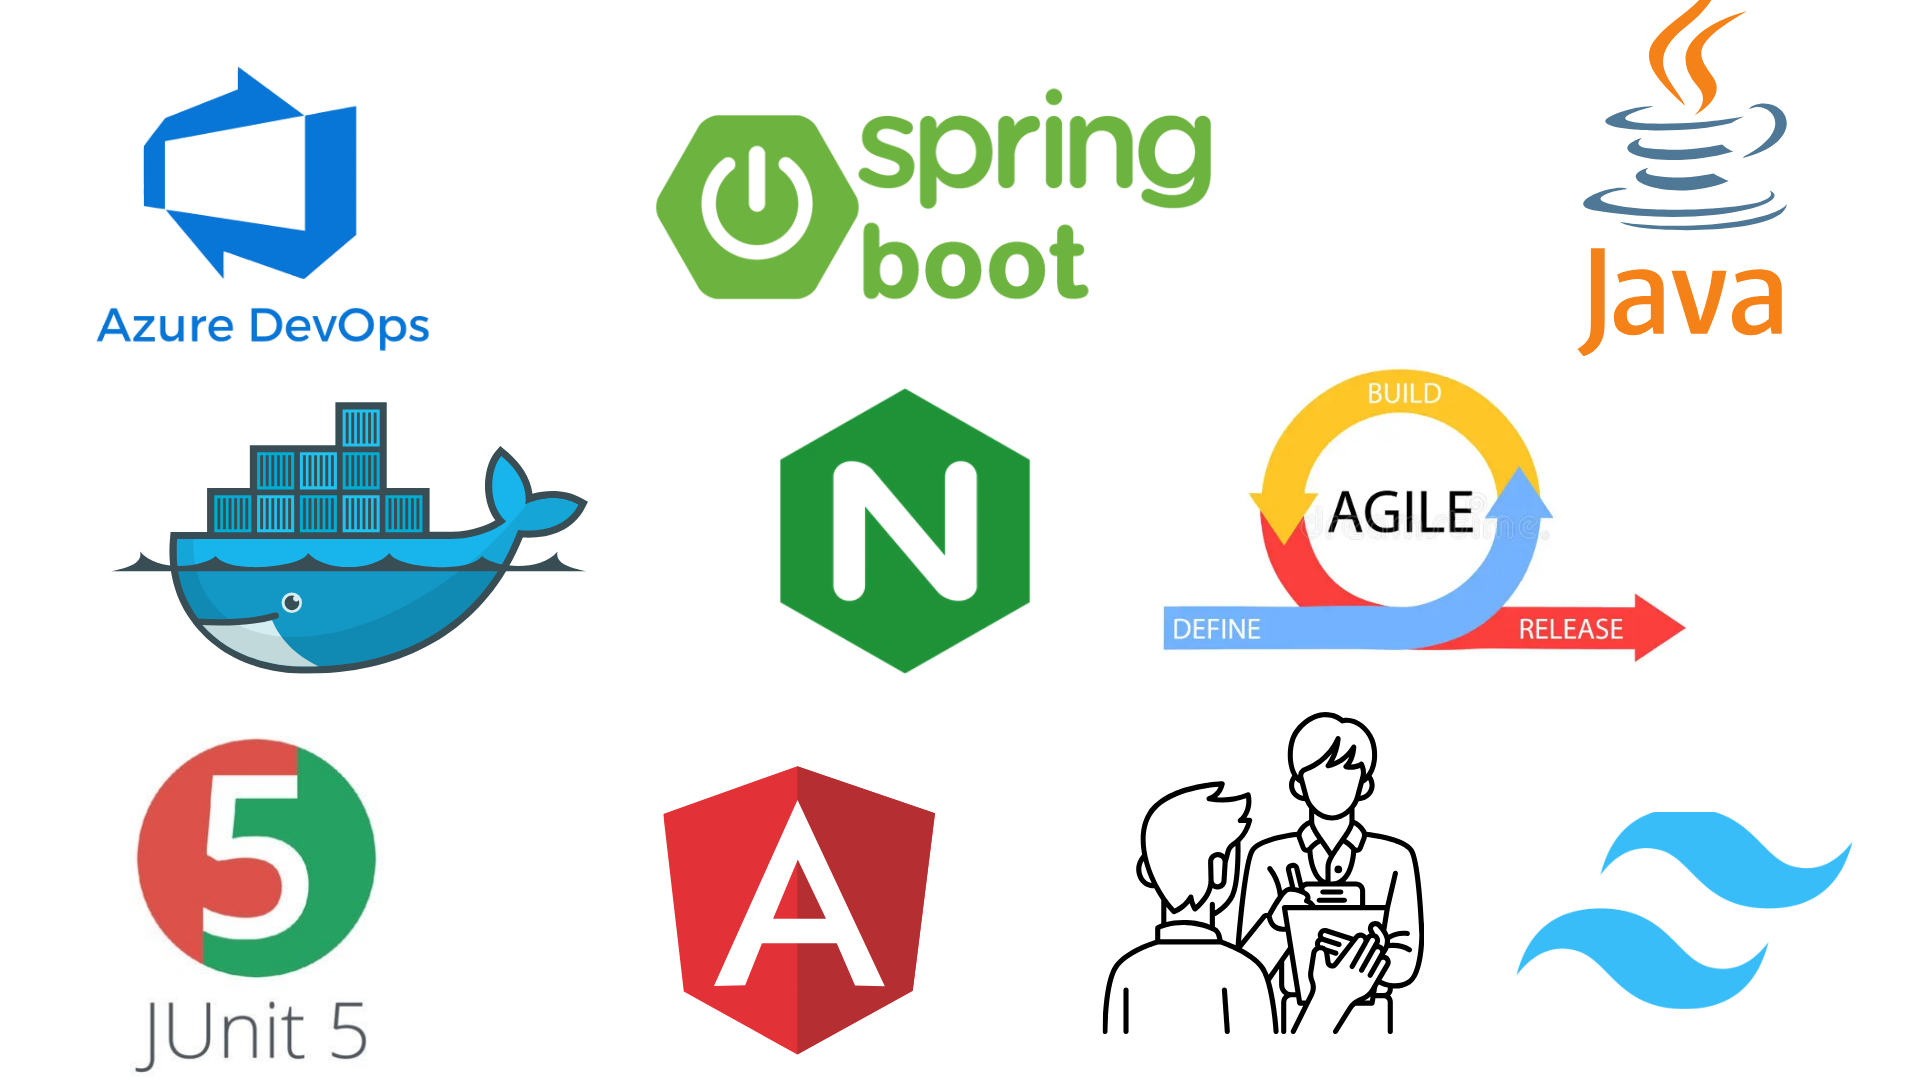 Azure DevOps
spring
boot
Java
N
BUILD
AGILE
DEFINE
RELEASE
5
JUnit 5
A